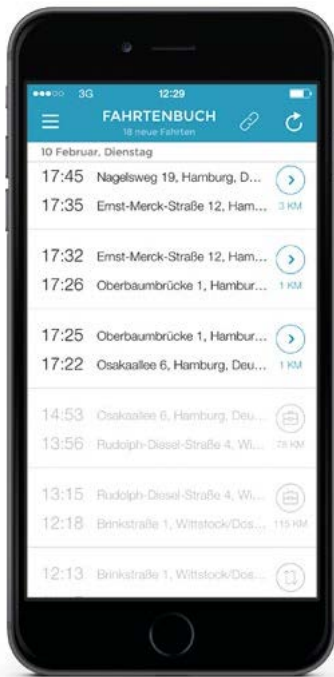 3G 12:29
FAHRTENBUCH
18 neue Fahrten
10 Februar, Dienstag
17:45 Nagelsweg 19, Hamburg, D...
17:35 Ernst-Merck-Straße 12, Ham... 3 KM
17:32 Ernst-Merck-Straße 12, Ham...
17:26 Oberbaumbrücke 1, Hambur... 1 KM
17:25 Oberbaumbrücke 1, Hambur...
17:22 Osakaallee 6, Hamburg, Deu... 1 KM
14:53 Osakaallee 6, Hamburg, Deu...
13:56 Rudolph-Diesel-Straße 4, Wi... 78 KM
13:15 Rudolph-Diesel-Straße 4, Wi...
12:18 Brinkstraße 1, Wittstock/Dos... 115 KM
12:13 Brinkstraße 1, Wittstock/Dos...